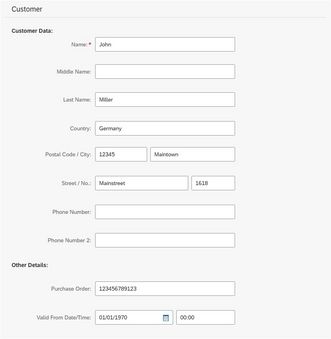 Customer
Customer Data:
Name:* John
Middle Name:
Last Name: Miller
Country: Germany
Postal Code / City: 12345 Maintown
Street / No.: Mainstreet 1618
Phone Number:
Phone Number 2:
Other Details:
Purchase Order: 123456789123
Valid From Date/Time: 01/01/1970 00:00